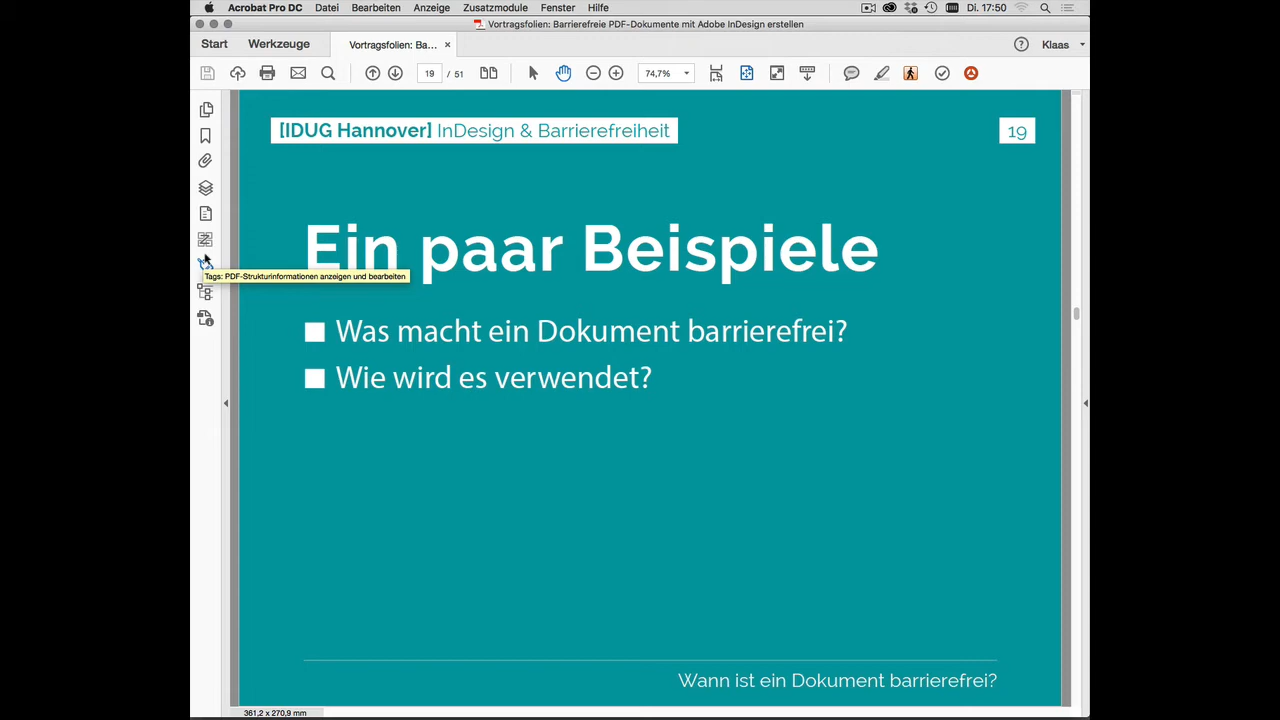 Acrobat Pro DC Datei Bearbeiten Anzeige Zusatzmodule Fenster Hilfe Di. 17:50
Vortragsfolien: Barrierefreie PDF-Dokumente mit Adobe InDesign erstellen
Start Werkzeuge Vortragsfolien: Ba... × ? Klaas
19 / 51 74,7%
[IDUG Hannover] InDesign & Barrierefreiheit 19
Ein paar Beispiele
Tags: PDF-Strukturinformationen anzeigen und bearbeiten
Was macht ein Dokument barrierefrei?
Wie wird es verwendet?
Wann ist ein Dokument barrierefrei?
361,2 x 270,9 mm